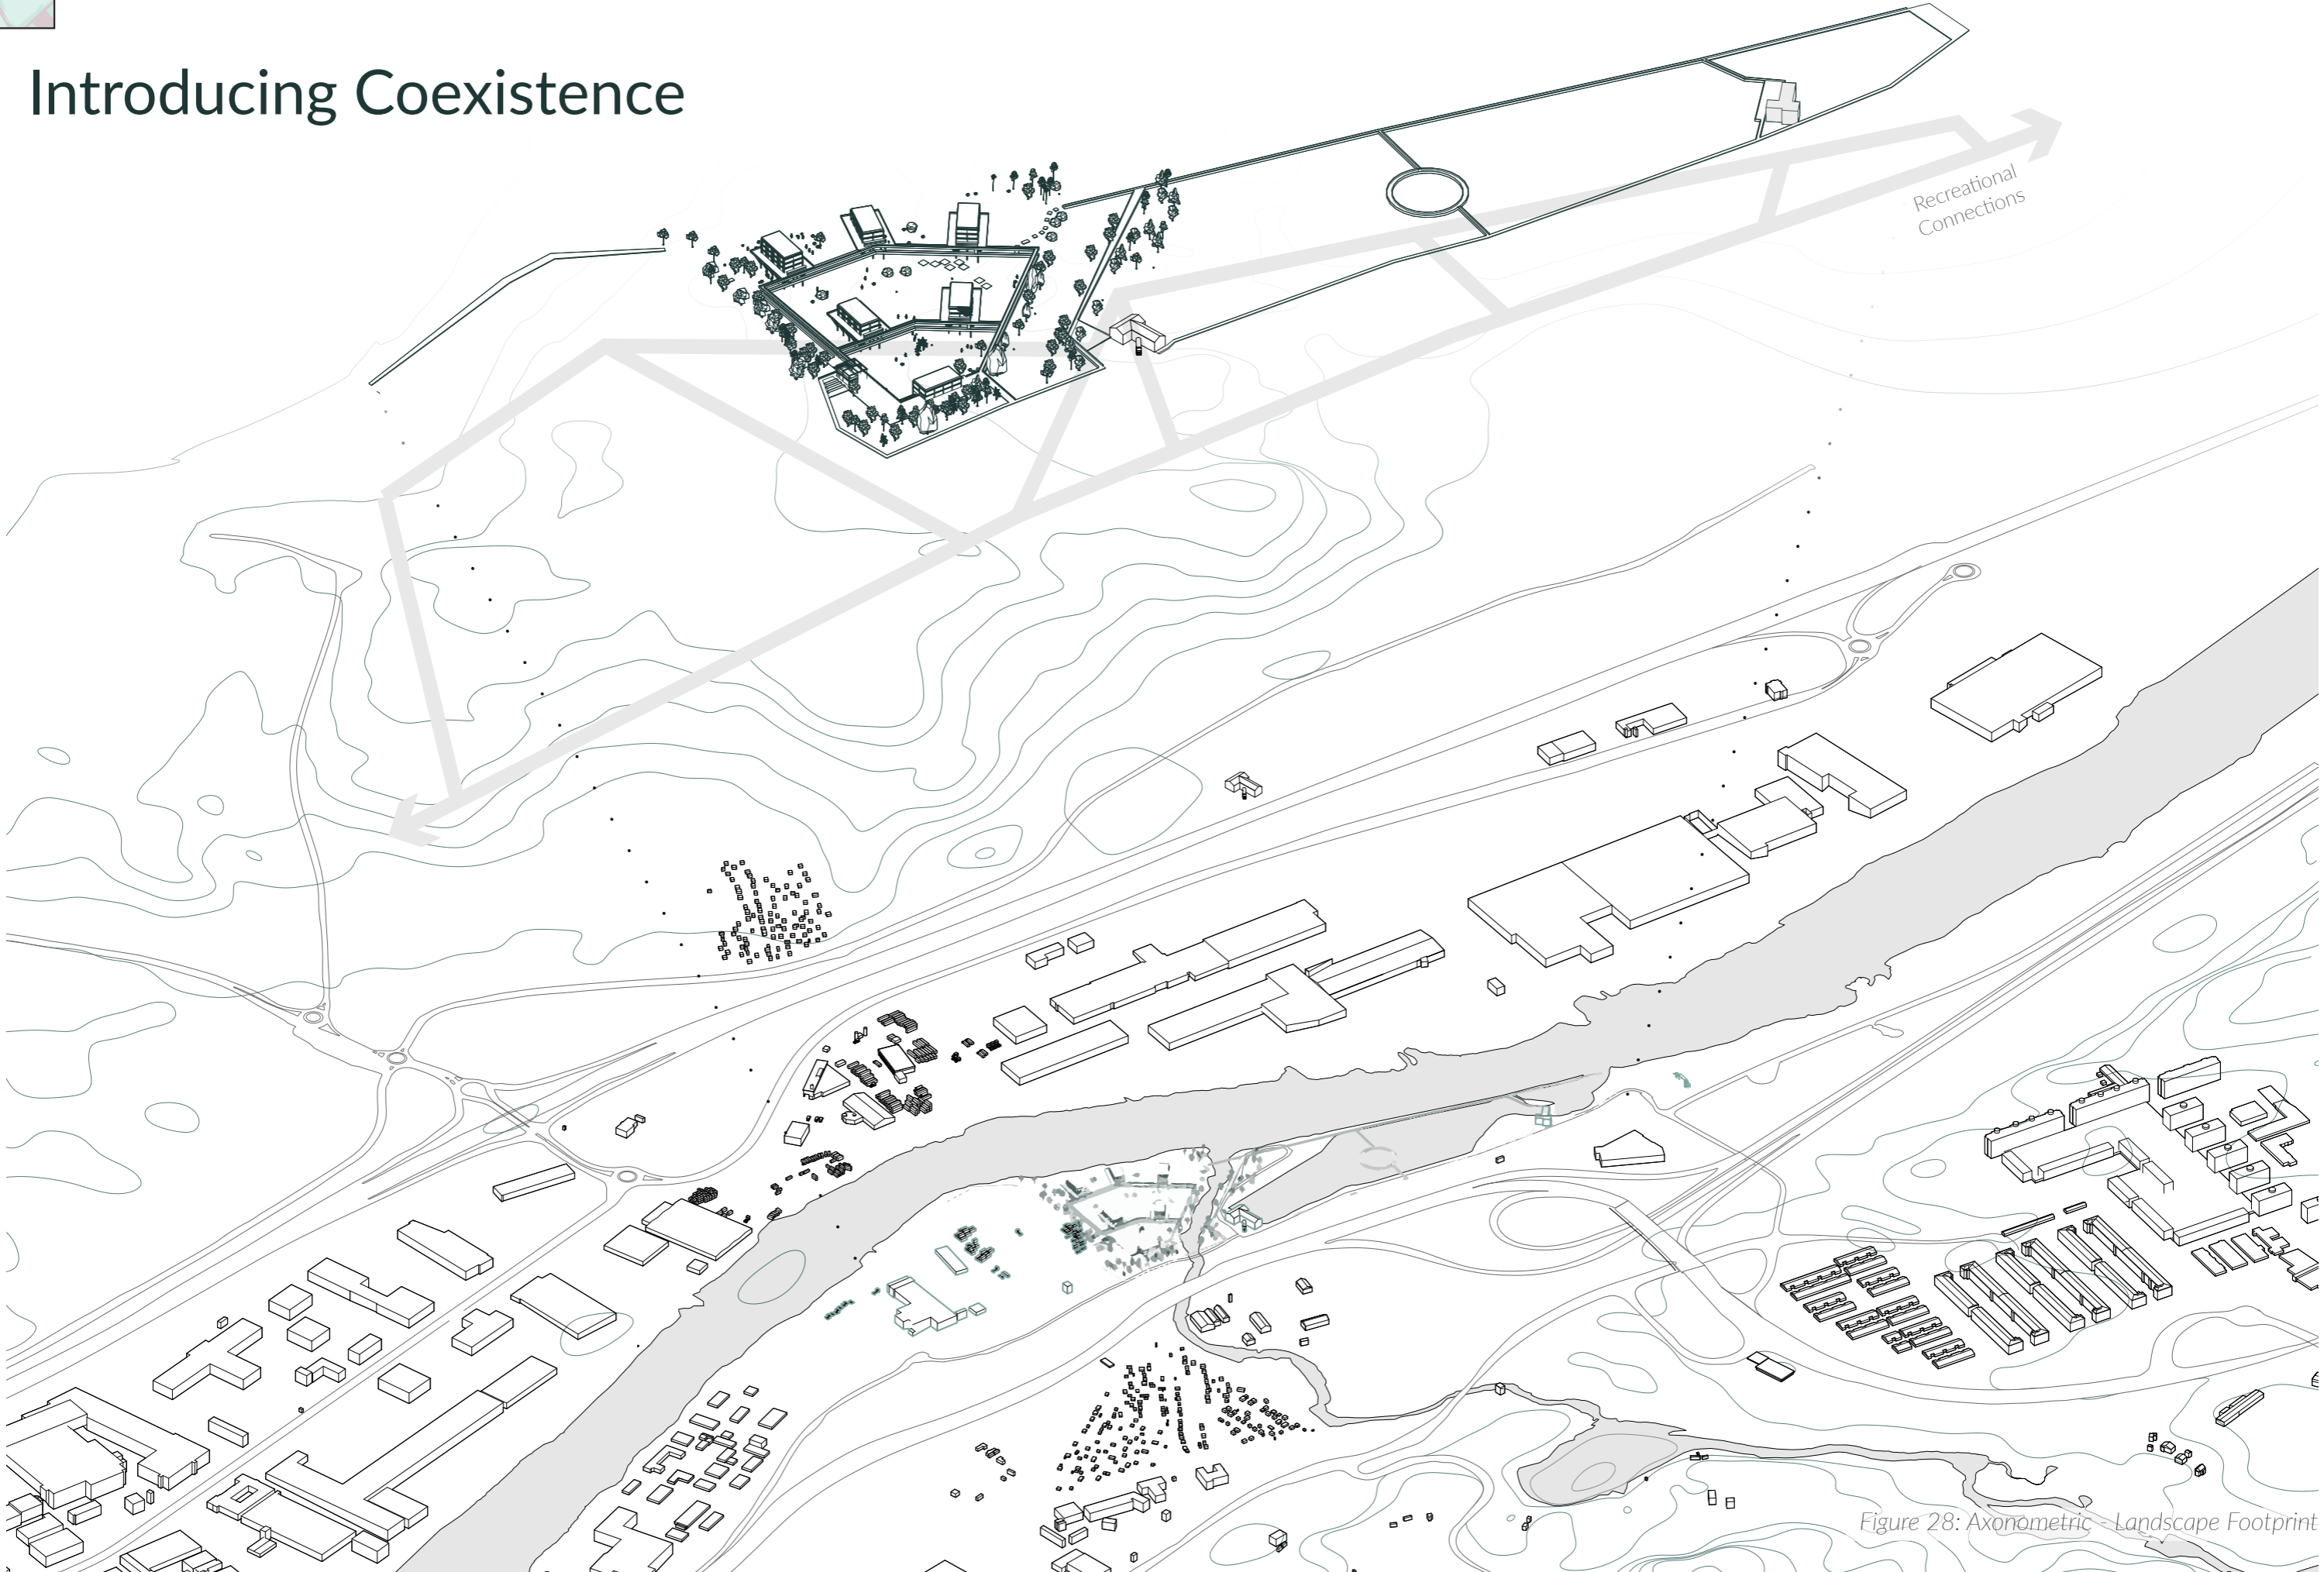 Introducing Coexistence
Recreational
Connections
Figure 28: Axonometric - Landscape Footprint